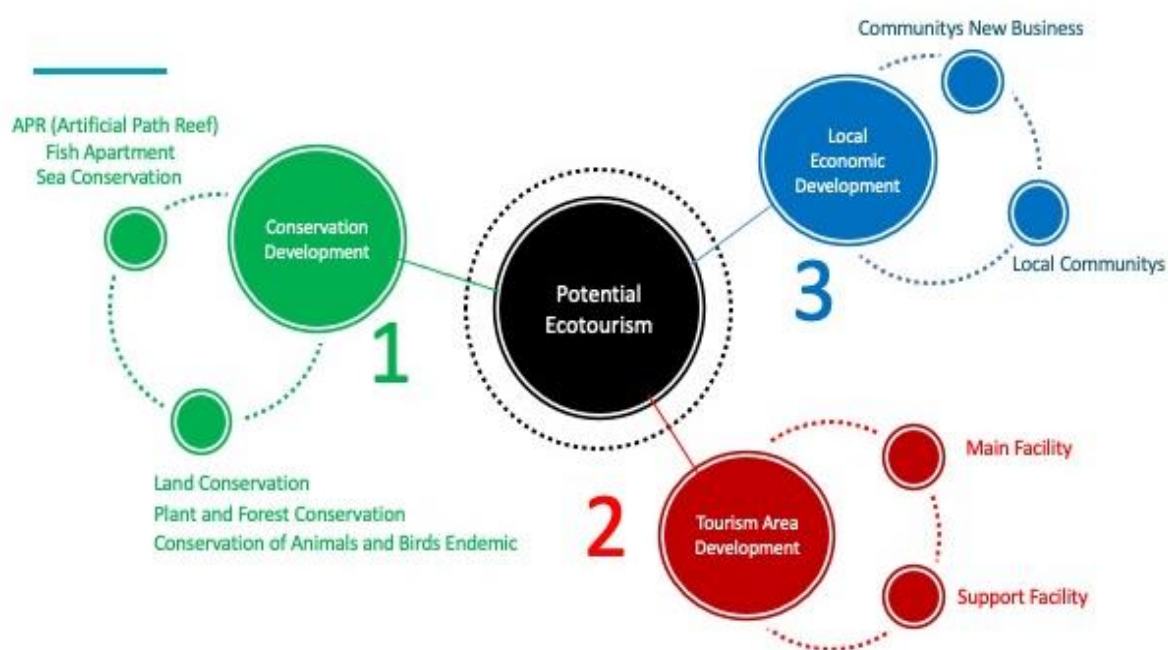 APR (Artificial Path Reef)
Fish Apartment
Sea Conservation
Conservation
Development
1
Land Conservation
Plant and Forest Conservation
Conservation of Animals and Birds Endemic
Potential
Ecotourism
2
Tourism Area
Development
Main Facility
Support Facility
3
Local
Economic
Development
Communitys New Business
Local Communitys